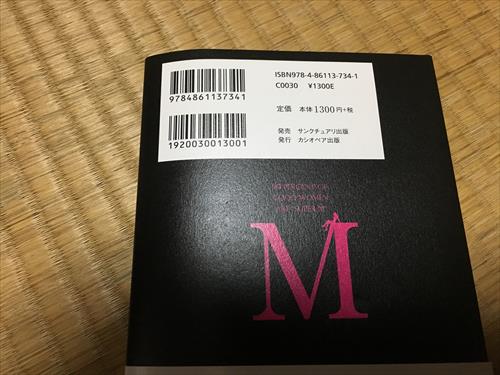 ISBN978-4-86113-734-1
C0030 ¥1300E
9784861137341
定価 本体1300円+税
1920030013001
発売 サンクチュアリ出版
発行 カシオペア出版
GOOD WOMEN
M